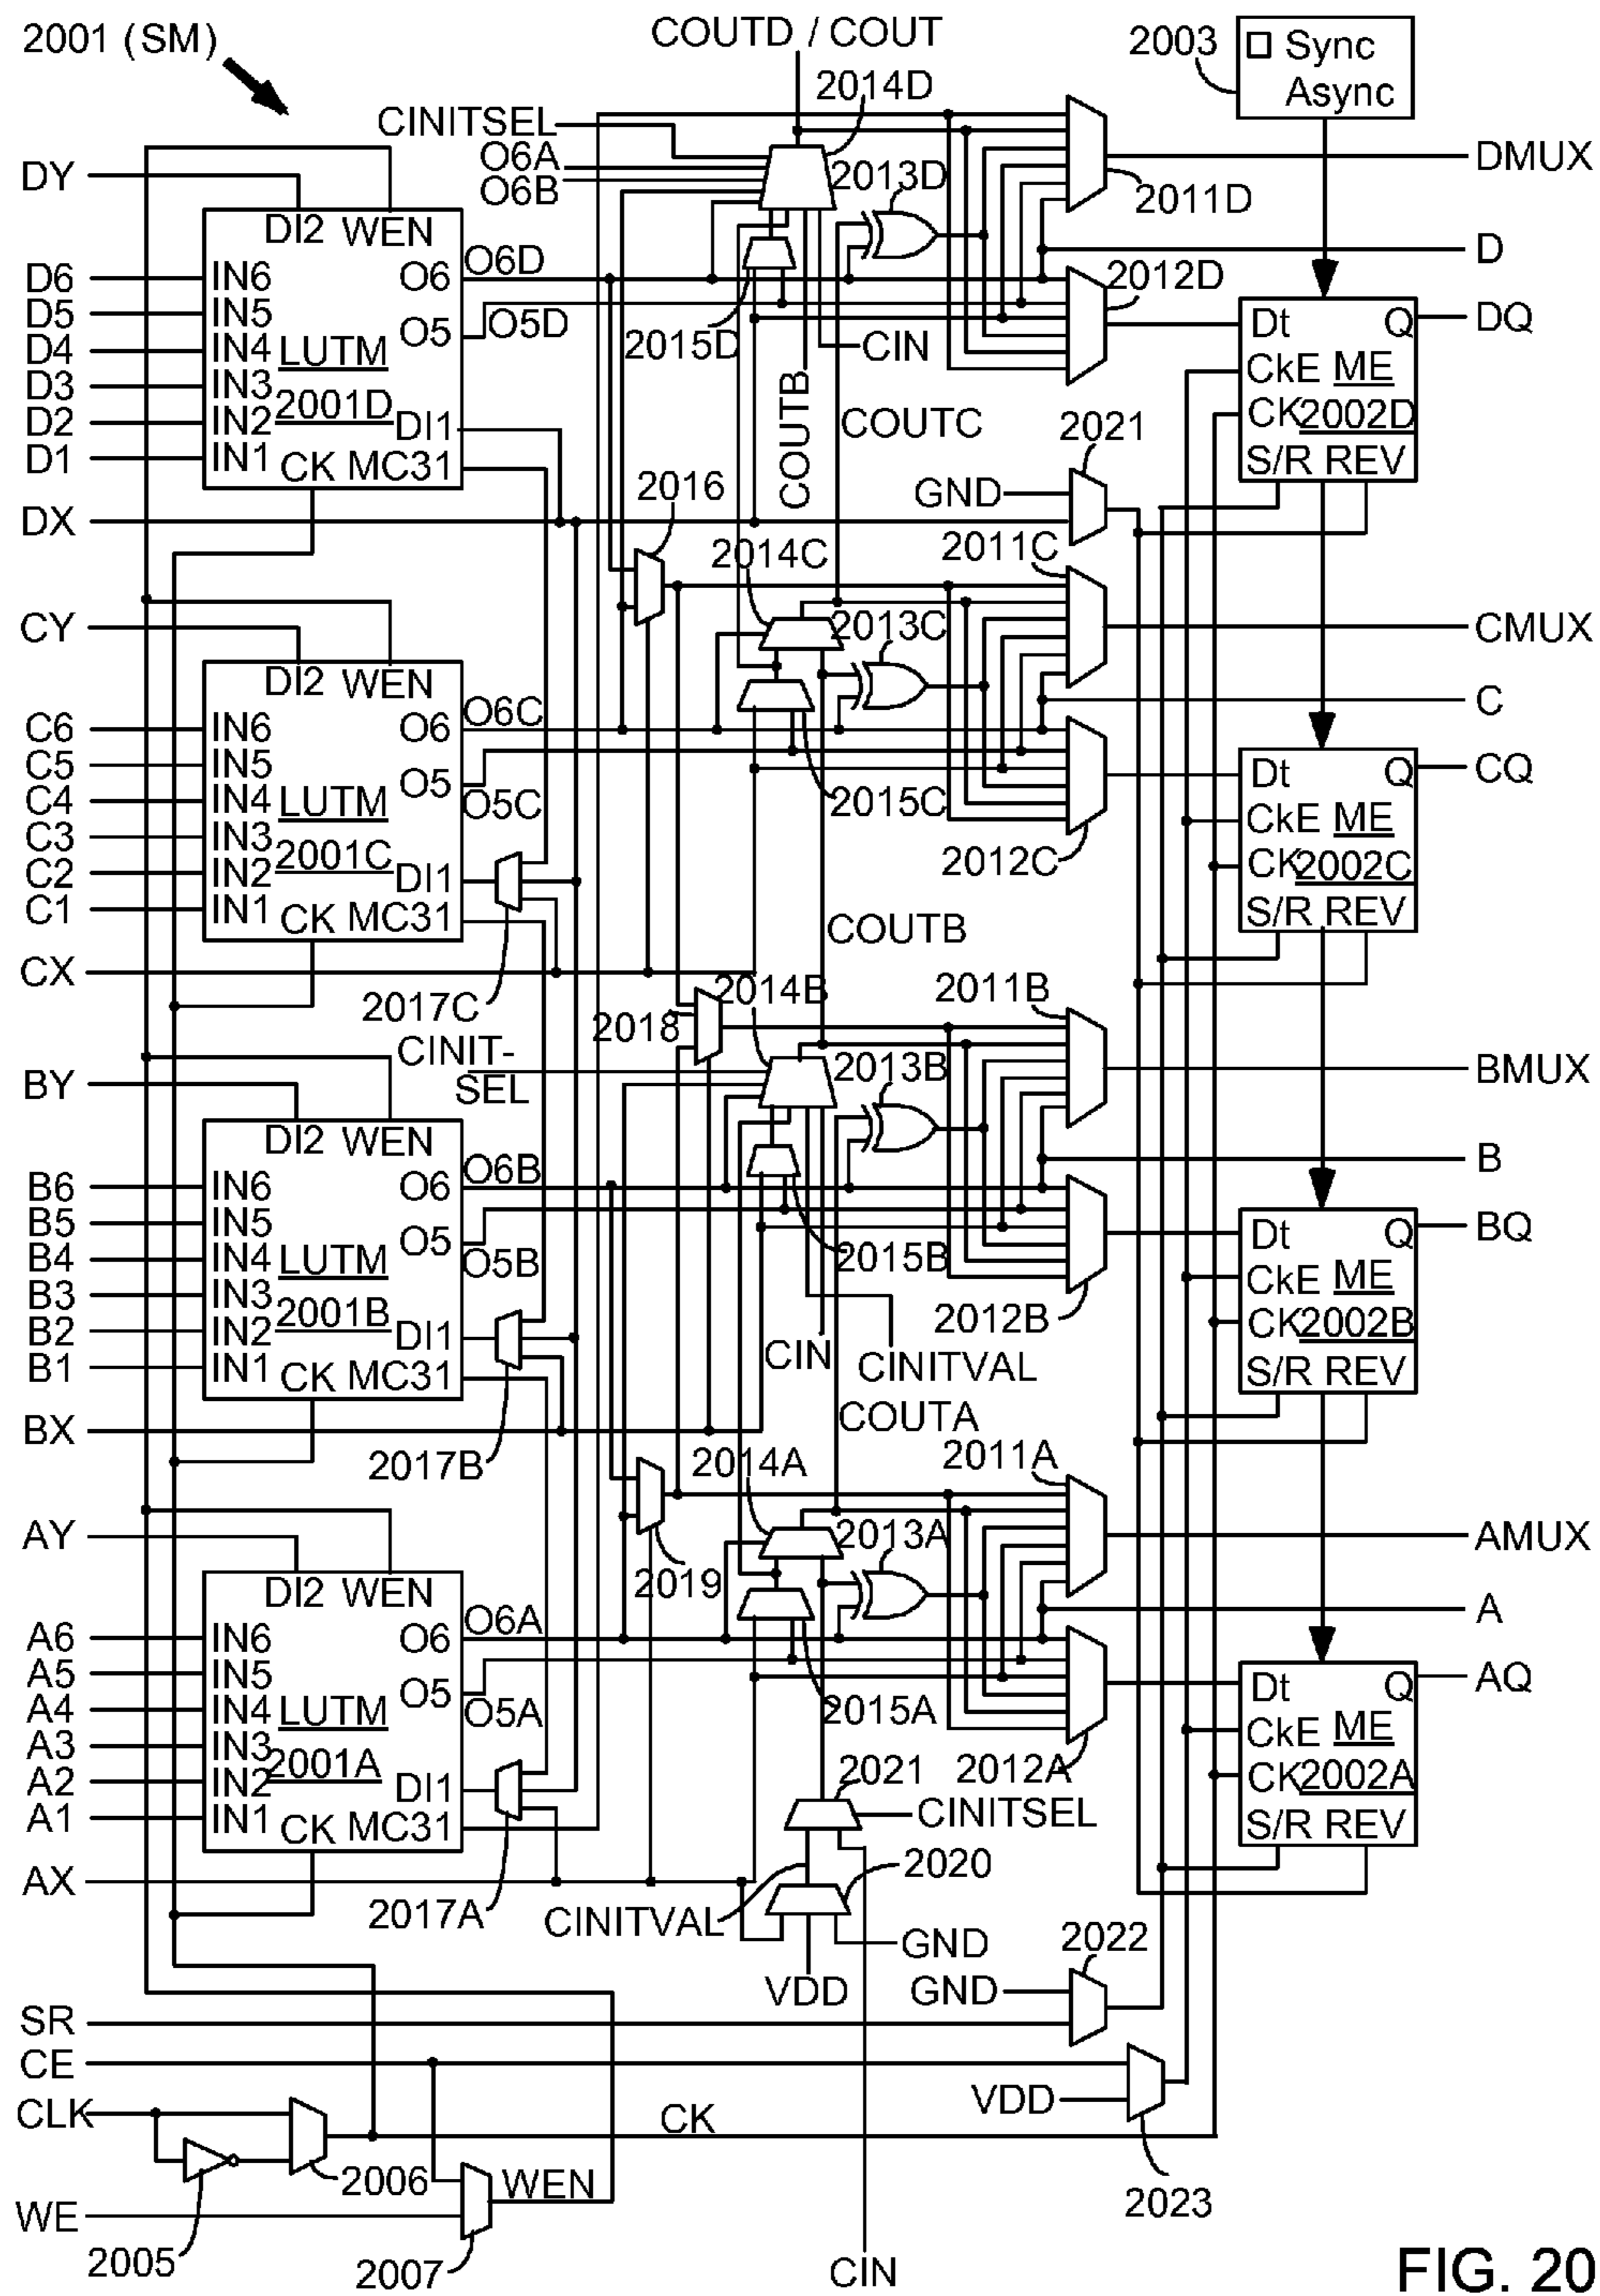 2001 (SM)
COUTD / COUT
2003
Sync
Async
2014D
CINITSEL
O6A
O6B
2013D
DMUX
2011D
DY
DI2 WEN
D6
D5
D4
D3
D2
D1
IN6
IN5
IN4
IN3
IN2
IN1
LUTM
2001D
O6
O5
DI1
CK MC31
O6D
O5D
2015D
CIN
COUTB
COUTC
D
2012D
Dt
Q
CkE ME
CK 2002D
S/R REV
DQ
2021
GND
DX
2016
2014C
2011C
CY
DI2 WEN
C6
C5
C4
C3
C2
C1
IN6
IN5
IN4
IN3
IN2
IN1
LUTM
2001C
O6
O5
DI1
CK MC31
O6C
O5C
2013C
CMUX
C
2015C
2012C
Dt
Q
CkE ME
CK 2002C
S/R REV
CQ
COUTB
CX
2017C
2018
2014B
2011B
CINIT-
SEL
2013B
BMUX
BY
DI2 WEN
B6
B5
B4
B3
B2
B1
IN6
IN5
IN4
IN3
IN2
IN1
LUTM
2001B
O6
O5
DI1
CK MC31
O6B
O5B
B
2015B
2012B
CIN
CINITVAL
Dt
Q
CkE ME
CK 2002B
S/R REV
BQ
COUTA
BX
2017B
2014A
2011A
2013A
2019
AMUX
AY
DI2 WEN
A6
A5
A4
A3
A2
A1
IN6
IN5
IN4
IN3
IN2
IN1
LUTM
2001A
O6
O5
DI1
CK MC31
O6A
O5A
A
2015A
2012A
Dt
Q
CkE ME
CK 2002A
S/R REV
AQ
2021
CINITSEL
2020
AX
2017A
CINITVAL
GND
VDD
2022
GND
SR
CE
VDD
CLK
CK
2006
WEN
2023
WE
2005
2007
CIN
FIG. 20